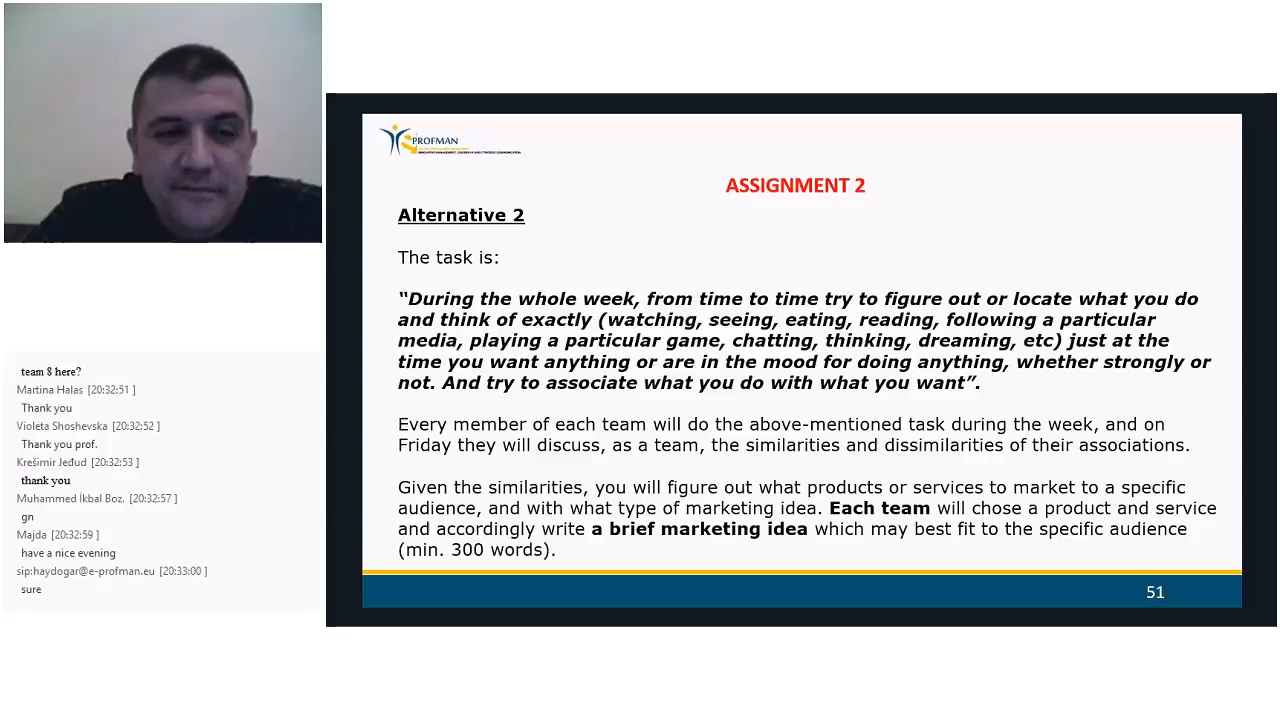 PROFMAN
INNOVATIVE MANAGEMENT, LEADERSHIP AND STRATEGIC COMMUNICATION
ASSIGNMENT 2
Alternative 2
The task is:
“During the whole week, from time to time try to figure out or locate what you do
and think of exactly (watching, seeing, eating, reading, following a particular
media, playing a particular game, chatting, thinking, dreaming, etc) just at the
time you want anything or are in the mood for doing anything, whether strongly or
not. And try to associate what you do with what you want”.
Every member of each team will do the above-mentioned task during the week, and on
Friday they will discuss, as a team, the similarities and dissimilarities of their associations.
Given the similarities, you will figure out what products or services to market to a specific
audience, and with what type of marketing idea. Each team will chose a product and service
and accordingly write a brief marketing idea which may best fit to the specific audience
(min. 300 words).
51
team 8 here?
Martina Halas [20:32:51 ]
Thank you
Violeta Shoshevska [20:32:52 ]
Thank you prof.
Krešimir Jeđud [20:32:53 ]
thank you
Muhammed İkbal Boz. [20:32:57 ]
gn
Majda [20:32:59 ]
have a nice evening
sip:haydogar@e-profman.eu [20:33:00 ]
sure